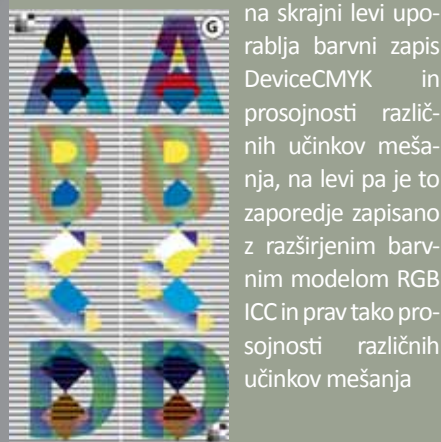 G
A A
B B
C C
D D
na skrajni levi upo-
rablja barvni zapis
DeviceCMYK in
prosojnosti različ-
nih učinkov meša-
nja, na levi pa je to
zaporedje zapisano
z razširjenim barv-
nim modelom RGB
ICC in prav tako pro-
sojnosti različnih
učinkov mešanja